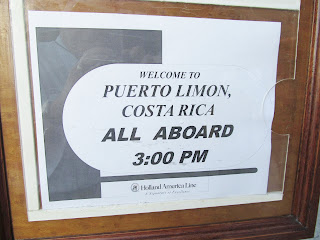 WELCOME TO
PUERTO LIMON,
COSTA RICA
ALL ABOARD
3:00 PM
Holland America Line